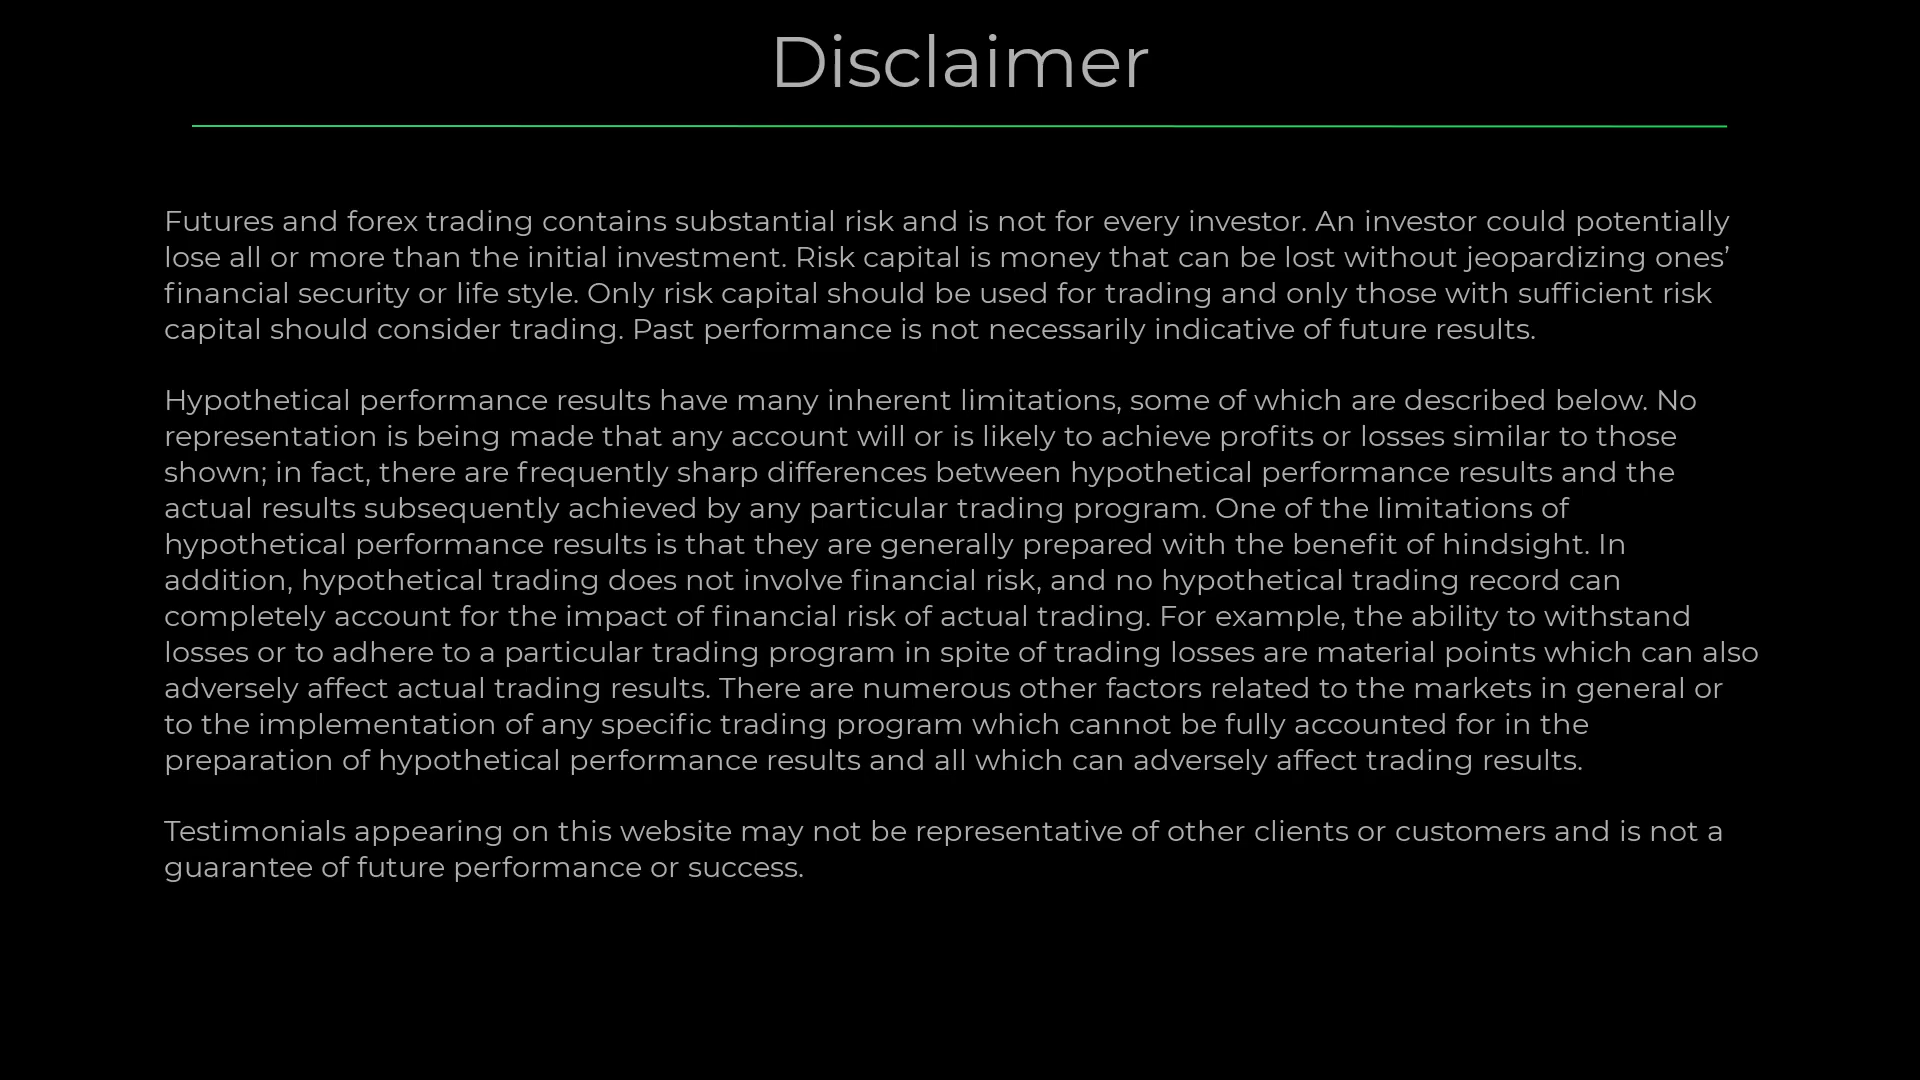 Disclaimer
Futures and forex trading contains substantial risk and is not for every investor. An investor could potentially
lose all or more than the initial investment. Risk capital is money that can be lost without jeopardizing ones’
financial security or life style. Only risk capital should be used for trading and only those with sufficient risk
capital should consider trading. Past performance is not necessarily indicative of future results.
Hypothetical performance results have many inherent limitations, some of which are described below. No
representation is being made that any account will or is likely to achieve profits or losses similar to those
shown; in fact, there are frequently sharp differences between hypothetical performance results and the
actual results subsequently achieved by any particular trading program. One of the limitations of
hypothetical performance results is that they are generally prepared with the benefit of hindsight. In
addition, hypothetical trading does not involve financial risk, and no hypothetical trading record can
completely account for the impact of financial risk of actual trading. For example, the ability to withstand
losses or to adhere to a particular trading program in spite of trading losses are material points which can also
adversely affect actual trading results. There are numerous other factors related to the markets in general or
to the implementation of any specific trading program which cannot be fully accounted for in the
preparation of hypothetical performance results and all which can adversely affect trading results.
Testimonials appearing on this website may not be representative of other clients or customers and is not a
guarantee of future performance or success.